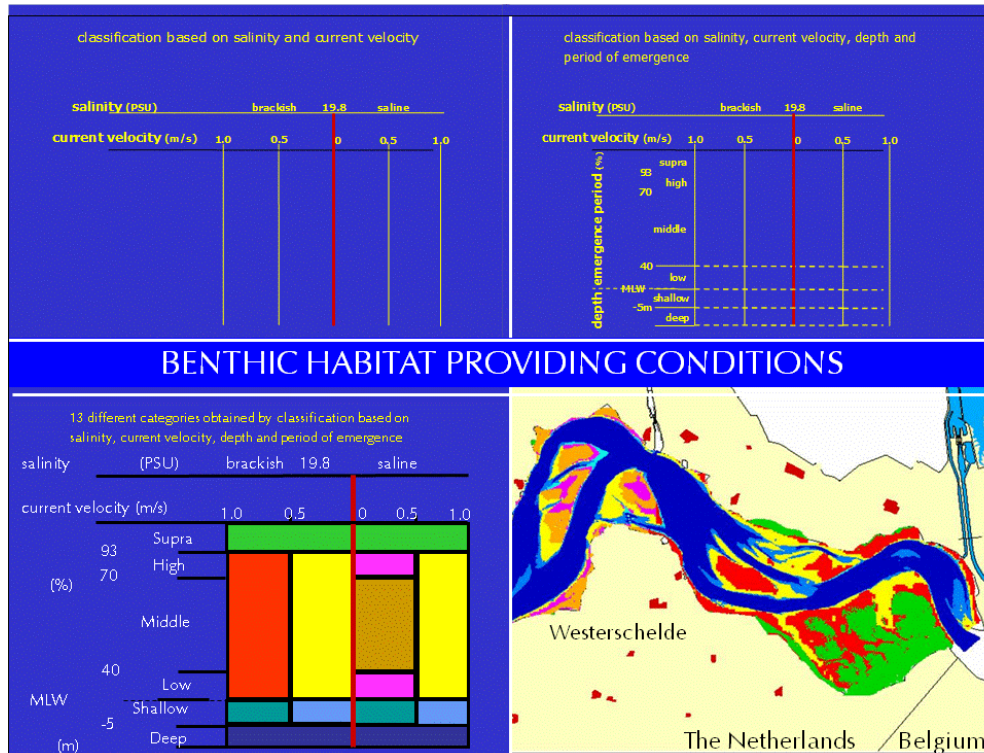 classification based on salinity and current velocity
salinity (PSU) brackish 19.8 saline
current velocity (m/s) 1.0 0.5 0 0.5 1.0
classification based on salinity, current velocity, depth and
period of emergence
salinity (PSU) brackish 19.8 saline
current velocity (m/s) 1.0 0.5 0 0.5 1.0
depth emergence period (%)
supra
93
high
70
middle
40
low
MLW
shallow
-5m
deep
BENTHIC HABITAT PROVIDING CONDITIONS
13 different categories obtained by classification based on
salinity, current velocity, depth and period of emergence
salinity (PSU) brackish 19.8 saline
current velocity (m/s) 1.0 0.5 0 0.5 1.0
Supra
93
High
(%) 70
Middle
40
Low
MLW
Shallow
-5
(m) Deep
Westerschelde
The Netherlands Belgium